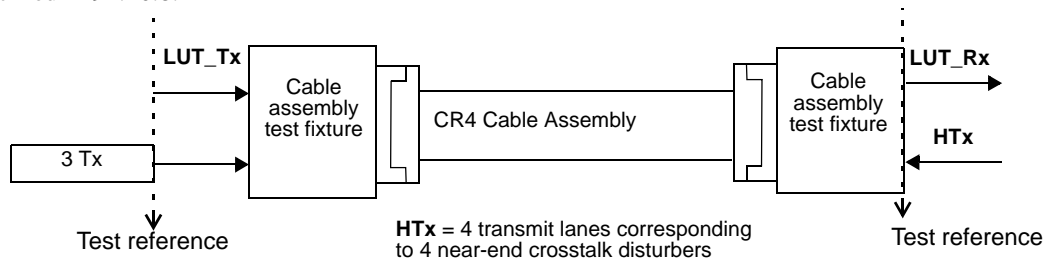 LUT_Tx
Cable
assembly
test fixture
3 Tx
Test reference
CR4 Cable Assembly
HTx = 4 transmit lanes corresponding
to 4 near-end crosstalk disturbers
Cable
assembly
test fixture
LUT_Rx
HTx
Test reference